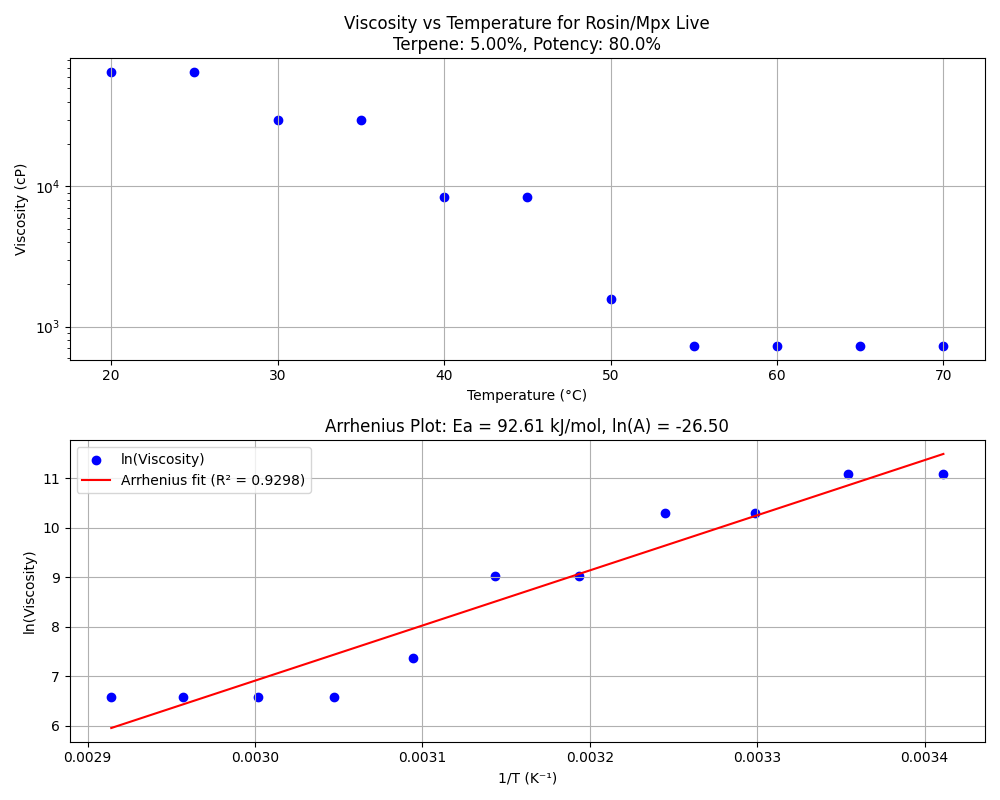 Viscosity vs Temperature for Rosin/Mpx Live
Terpene: 5.00%, Potency: 80.0%
Viscosity (cP)
10⁴
10³
20 30 40 50 60 70
Temperature (°C)
Arrhenius Plot: Ea = 92.61 kJ/mol, ln(A) = -26.50
ln(Viscosity)
Arrhenius fit (R² = 0.9298)
ln(Viscosity)
11
10
9
8
7
6
0.0029 0.0030 0.0031 0.0032 0.0033 0.0034
1/T (K⁻¹)